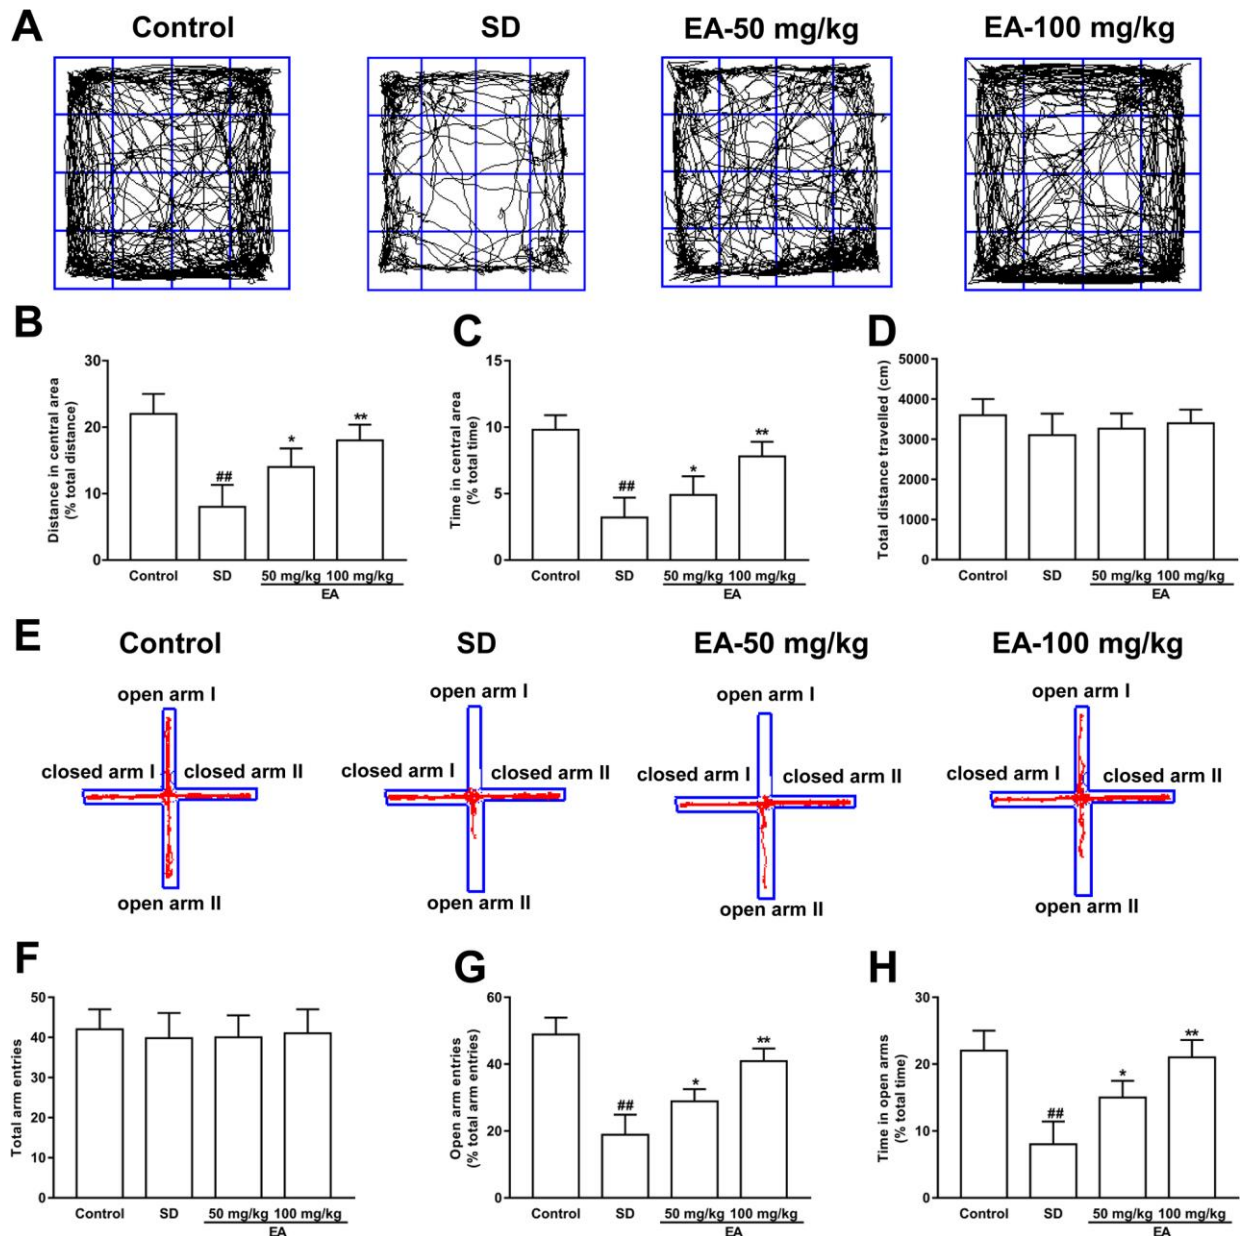 A
Control
SD
EA-50 mg/kg
EA-100 mg/kg
B
Distance in central area
(% total distance)
30
20
10
0
##
*
**
Control
SD
50 mg/kg
100 mg/kg
EA
C
Time in central area
(% total time)
15
10
5
0
##
*
**
Control
SD
50 mg/kg
100 mg/kg
EA
D
Total distance travelled (cm)
5000
4000
3000
2000
1000
0
Control
SD
50 mg/kg
100 mg/kg
EA
E
Control
SD
EA-50 mg/kg
EA-100 mg/kg
open arm I
closed arm I
closed arm II
open arm II
open arm I
closed arm I
closed arm II
open arm II
open arm I
closed arm I
closed arm II
open arm II
open arm I
closed arm I
closed arm II
open arm II
F
Total arm entries
50
40
30
20
10
0
Control
SD
50 mg/kg
100 mg/kg
EA
G
Open arm entries
(% total arm entries)
60
40
20
0
##
*
**
Control
SD
50 mg/kg
100 mg/kg
EA
H
Time in open arms
(% total time)
30
20
10
0
##
*
**
Control
SD
50 mg/kg
100 mg/kg
EA